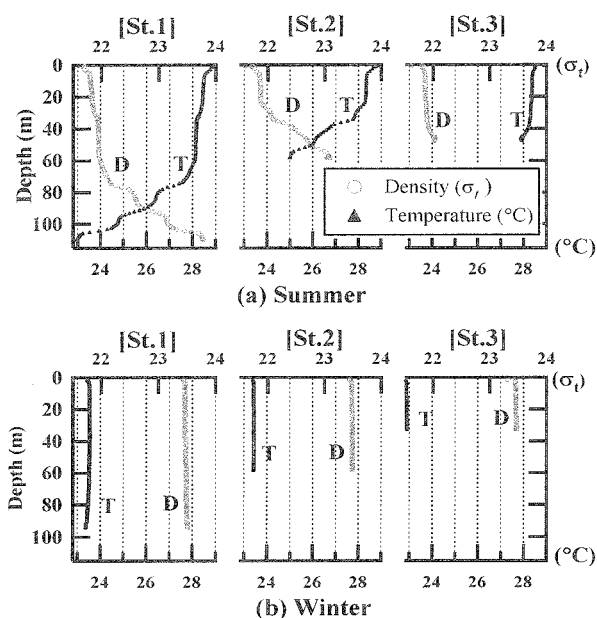 [St.1] [St.2] [St.3]
22 23 24 22 23 24 22 23 24
0 (σt)
20
40
60
80
100
Depth (m)
D T D T D T
Density (σt)
Temperature (°C)
(°C)
24 26 28 24 26 28 24 26 28
(a) Summer
[St.1] [St.2] [St.3]
22 23 24 22 23 24 22 23 24
0 (σt)
20
40
60
80
100
Depth (m)
T D T D T D
(°C)
24 26 28 24 26 28 24 26 28
(b) Winter